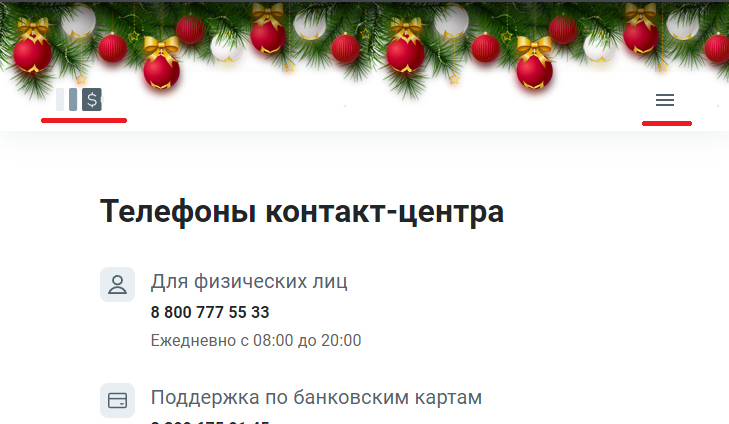 $
Телефоны контакт-центра
Для физических лиц
8 800 777 55 33
Ежедневно с 08:00 до 20:00
Поддержка по банковским картам